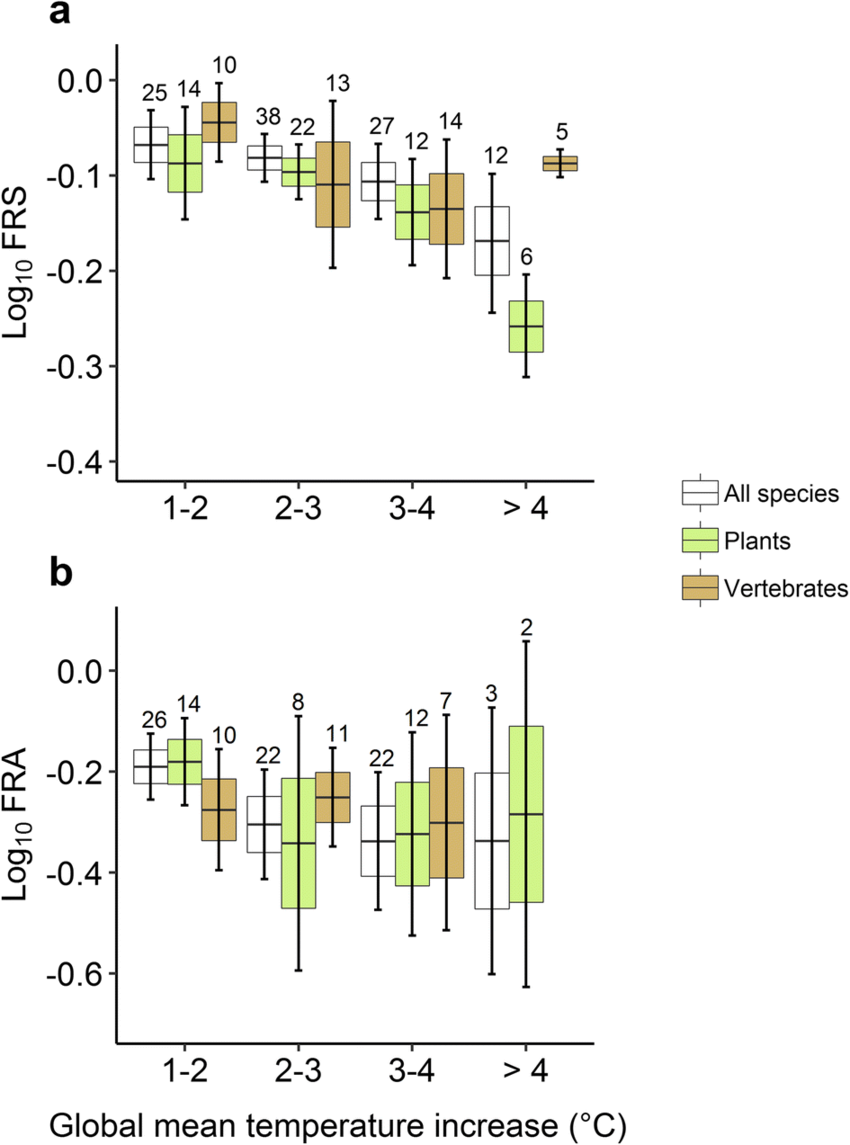 a
Log10 FRS
0.0
-0.1
-0.2
-0.3
-0.4
25 14 10
38 22 13
27 12 14
12 6 5
1-2 2-3 3-4 > 4
All species
Plants
Vertebrates
b
Log10 FRA
0.0
-0.2
-0.4
-0.6
26 14 10
22 8 11
22 12 7
3 2
1-2 2-3 3-4 > 4
Global mean temperature increase (°C)